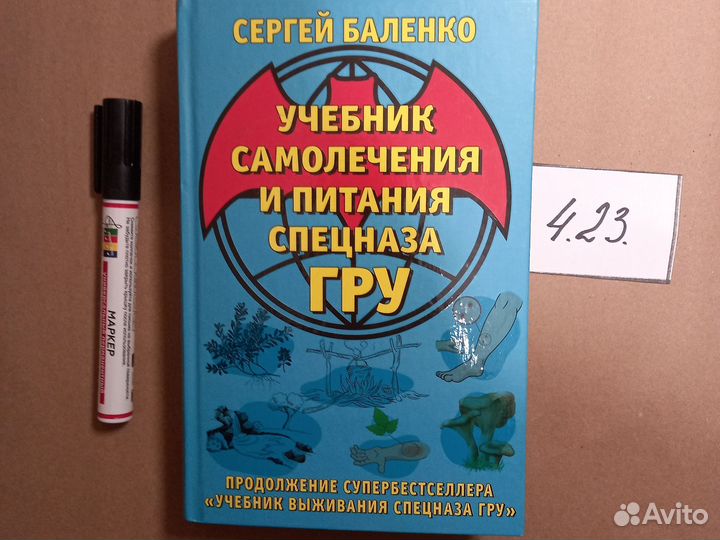 СЕРГЕЙ БАЛЕНКО
УЧЕБНИК
САМОЛЕЧЕНИЯ
И ПИТАНИЯ
СПЕЦНАЗА
ГРУ
ПРОДОЛЖЕНИЕ СУПЕРБЕСТСЕЛЛЕРА
«УЧЕБНИК ВЫЖИВАНИЯ СПЕЦНАЗА ГРУ»
4.23.
МАРКЕР
Avito